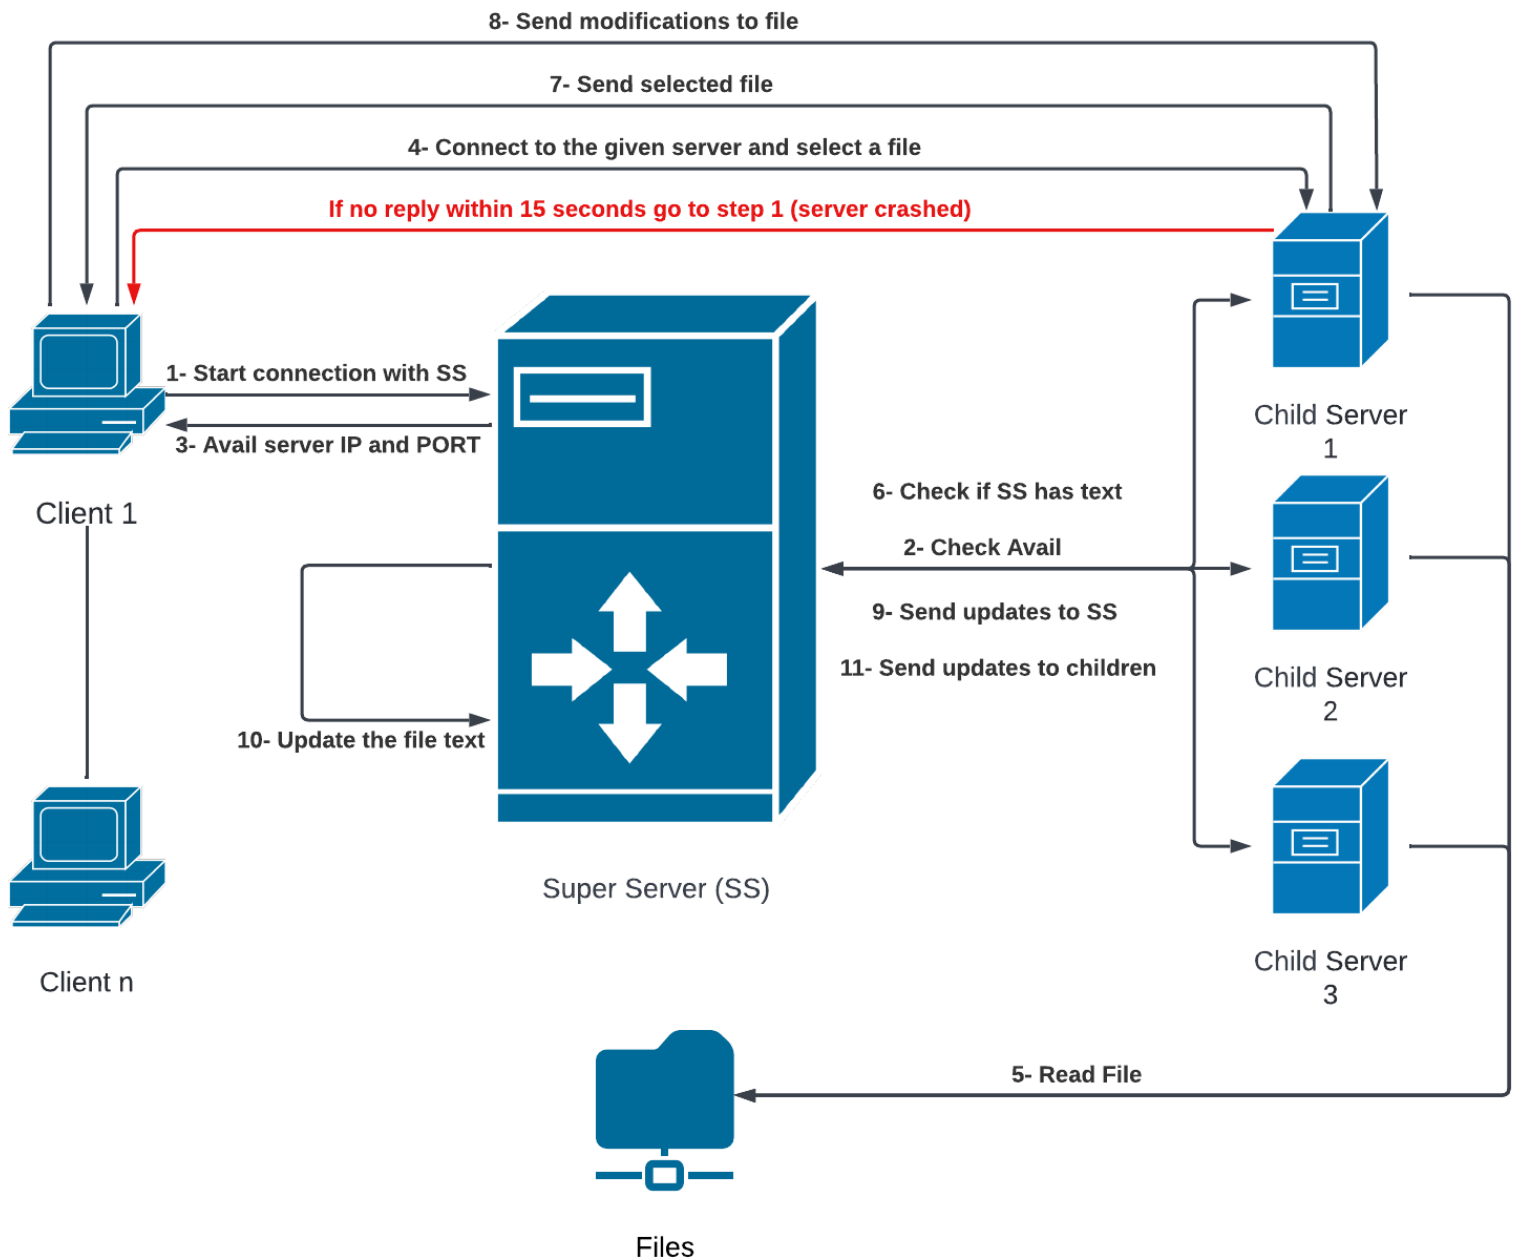 8- Send modifications to file
7- Send selected file
4- Connect to the given server and select a file
If no reply within 15 seconds go to step 1 (server crashed)
1- Start connection with SS
3- Avail server IP and PORT
Client 1
Child Server
1
6- Check if SS has text
2- Check Avail
9- Send updates to SS
11- Send updates to children
Child Server
2
10- Update the file text
Super Server (SS)
Client n
Child Server
3
5- Read File
Files